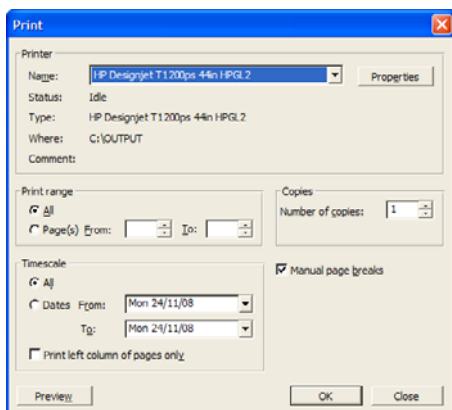 Print
Printer
Name: HP Designjet T1200ps 44in HPGL2 Properties
Status: Idle
Type: HP Designjet T1200ps 44in HPGL2
Where: C:\OUTPUT
Comment:
Print range
All
Page(s) From: To:
Copies
Number of copies: 1
Timescale
All
Dates From: Mon 24/11/08
To: Mon 24/11/08
Print left column of pages only
Manual page breaks
Preview OK Close